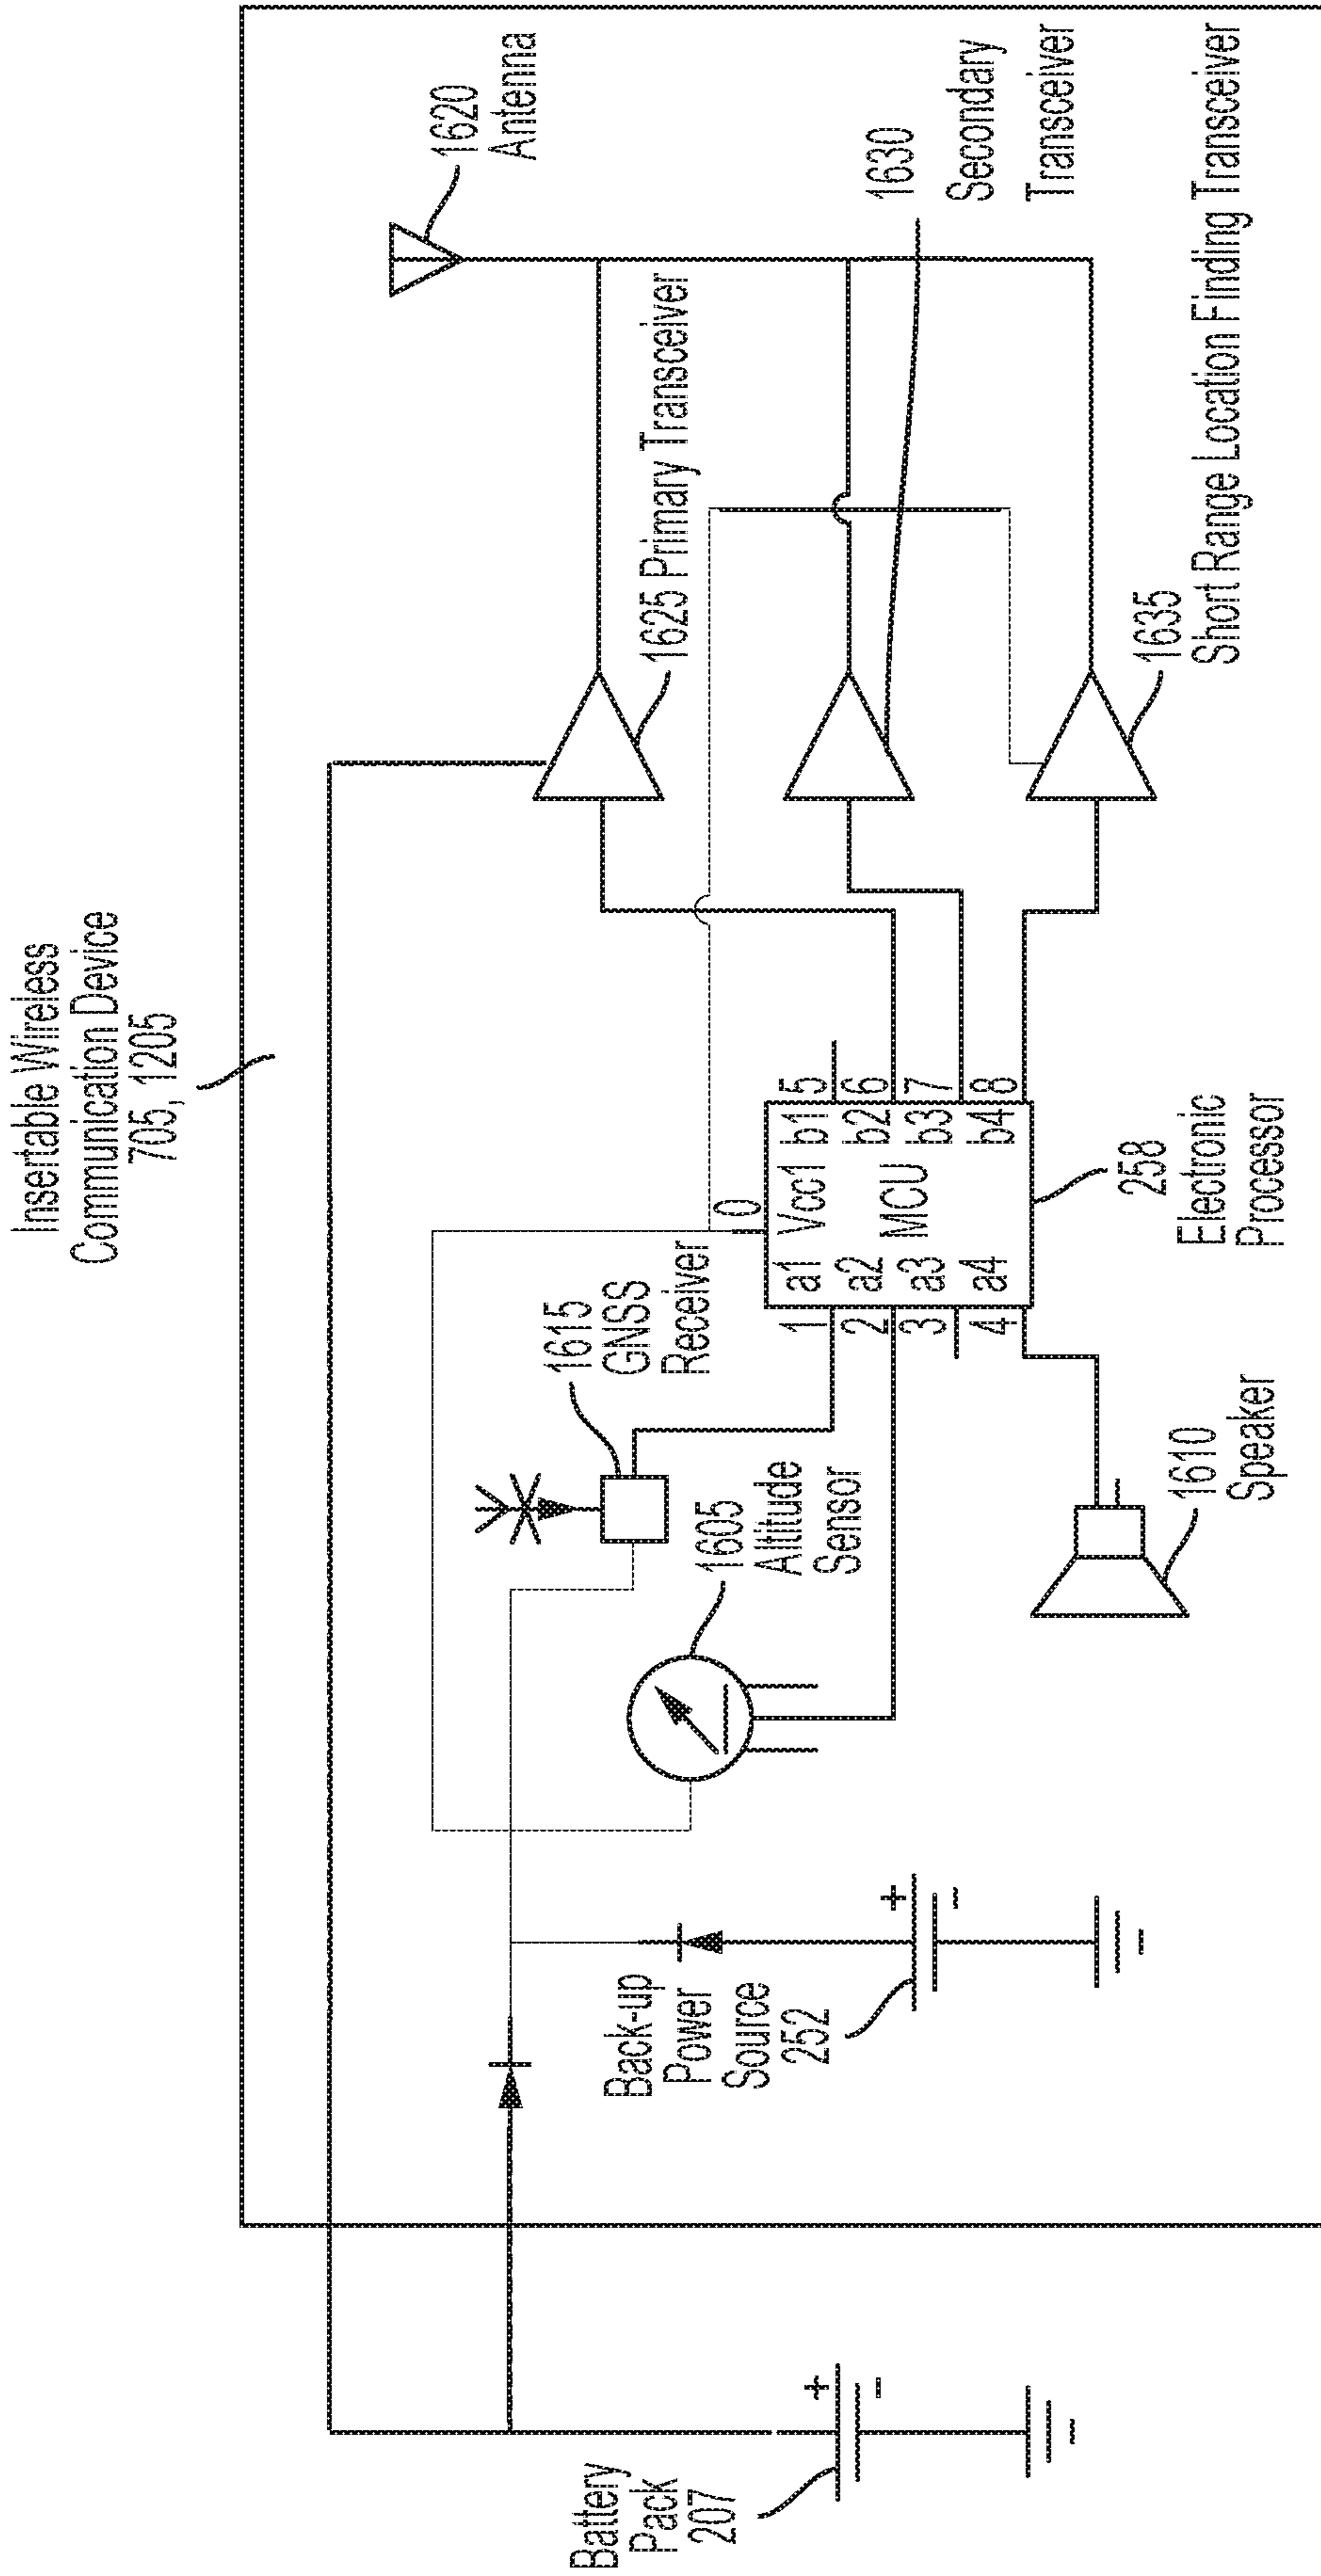 Insertable Wireless
Communication Device
705, 1205
1620
Antenna
1625 Primary Transceiver
1630
Secondary
Transceiver
1635
Short Range Location Finding Transceiver
1615
GNSS
Receiver
1605
Altitude
Sensor
0
1 a1 Vcc1 b1 5
2 a2 b2 6
MCU
3 a3 b3 7
4 a4 b4 8
258
Electronic
Processor
1610
Speaker
Back-up
Power
Source
252
+
-
Battery
Pack
207
+
-